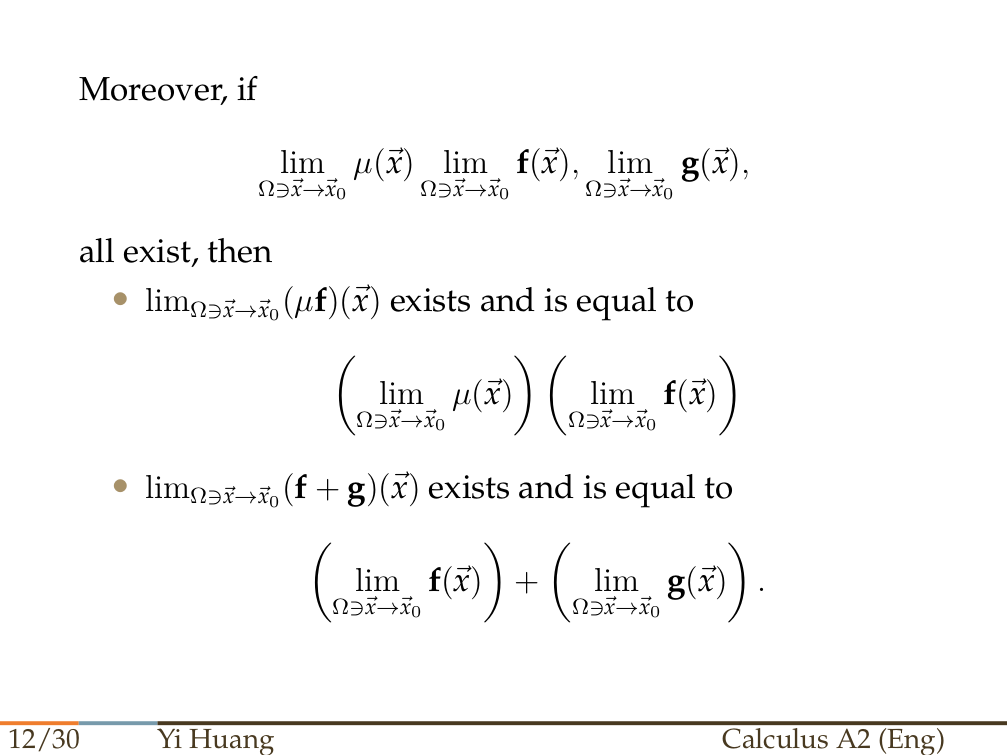 Moreover, if
lim_{Ω∋x⃗→x⃗₀} μ(x⃗) lim_{Ω∋x⃗→x⃗₀} f(x⃗), lim_{Ω∋x⃗→x⃗₀} g(x⃗),
all exist, then
• lim_{Ω∋x⃗→x⃗₀}(μf)(x⃗) exists and is equal to
(lim_{Ω∋x⃗→x⃗₀} μ(x⃗)) (lim_{Ω∋x⃗→x⃗₀} f(x⃗))
• lim_{Ω∋x⃗→x⃗₀}(f + g)(x⃗) exists and is equal to
(lim_{Ω∋x⃗→x⃗₀} f(x⃗)) + (lim_{Ω∋x⃗→x⃗₀} g(x⃗)).
12/30 Yi Huang Calculus A2 (Eng)